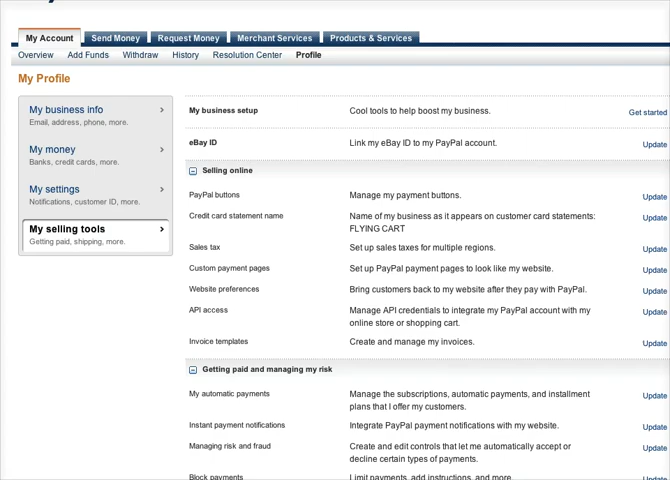 My Account Send Money Request Money Merchant Services Products & Services
Overview Add Funds Withdraw History Resolution Center Profile
My Profile
My business info
Email, address, phone, more.
My money
Banks, credit cards, more.
My settings
Notifications, customer ID, more.
My selling tools
Getting paid, shipping, more.
My business setup Cool tools to help boost my business. Get started
eBay ID Link my eBay ID to my PayPal account. Update
Selling online
PayPal buttons Manage my payment buttons. Update
Credit card statement name Name of my business as it appears on customer card statements: Update
FLYING CART
Sales tax Set up sales taxes for multiple regions. Update
Custom payment pages Set up PayPal payment pages to look like my website. Update
Website preferences Bring customers back to my website after they pay with PayPal. Update
API access Manage API credentials to integrate my PayPal account with my Update
online store or shopping cart.
Invoice templates Create and manage my invoices. Update
Getting paid and managing my risk
My automatic payments Manage the subscriptions, automatic payments, and installment Update
plans that I offer my customers.
Instant payment notifications Integrate PayPal payment notifications with my website. Update
Managing risk and fraud Create and edit controls that let me automatically accept or Update
decline certain types of payments.
Block payments Limit payments, add instructions, and more. Update